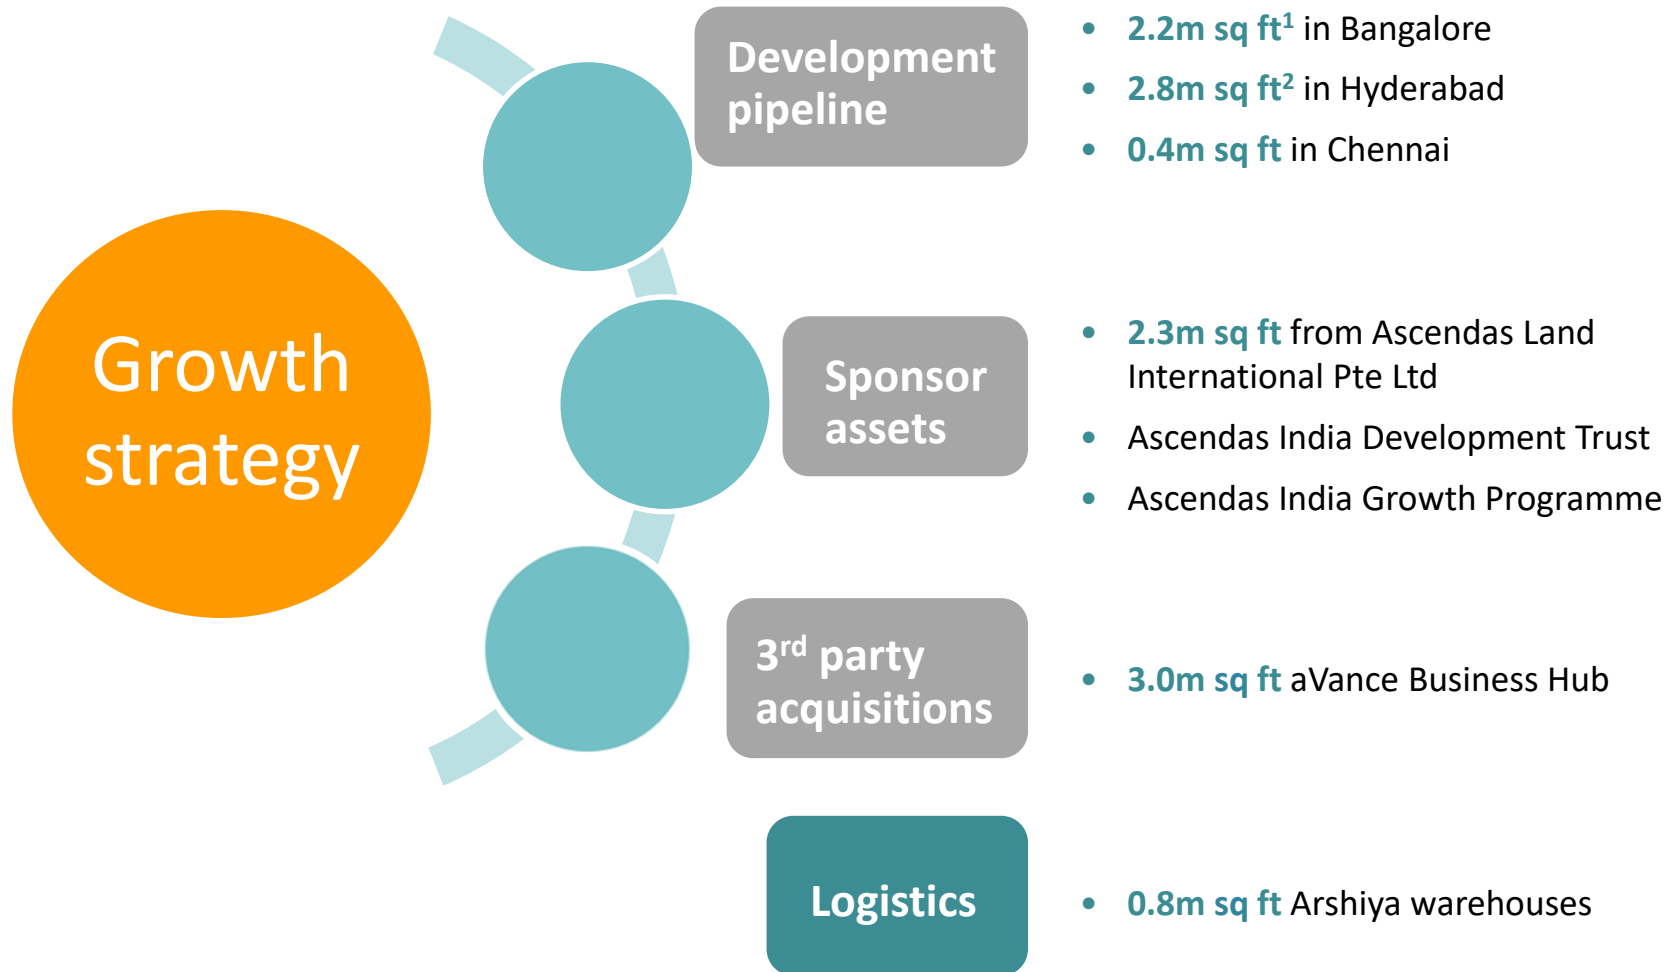 Growth
strategy
Development
pipeline
• 2.2m sq ft¹ in Bangalore
• 2.8m sq ft² in Hyderabad
• 0.4m sq ft in Chennai
Sponsor
assets
• 2.3m sq ft from Ascendas Land
International Pte Ltd
• Ascendas India Development Trust
• Ascendas India Growth Programme
3rd party
acquisitions
• 3.0m sq ft aVance Business Hub
Logistics
• 0.8m sq ft Arshiya warehouses